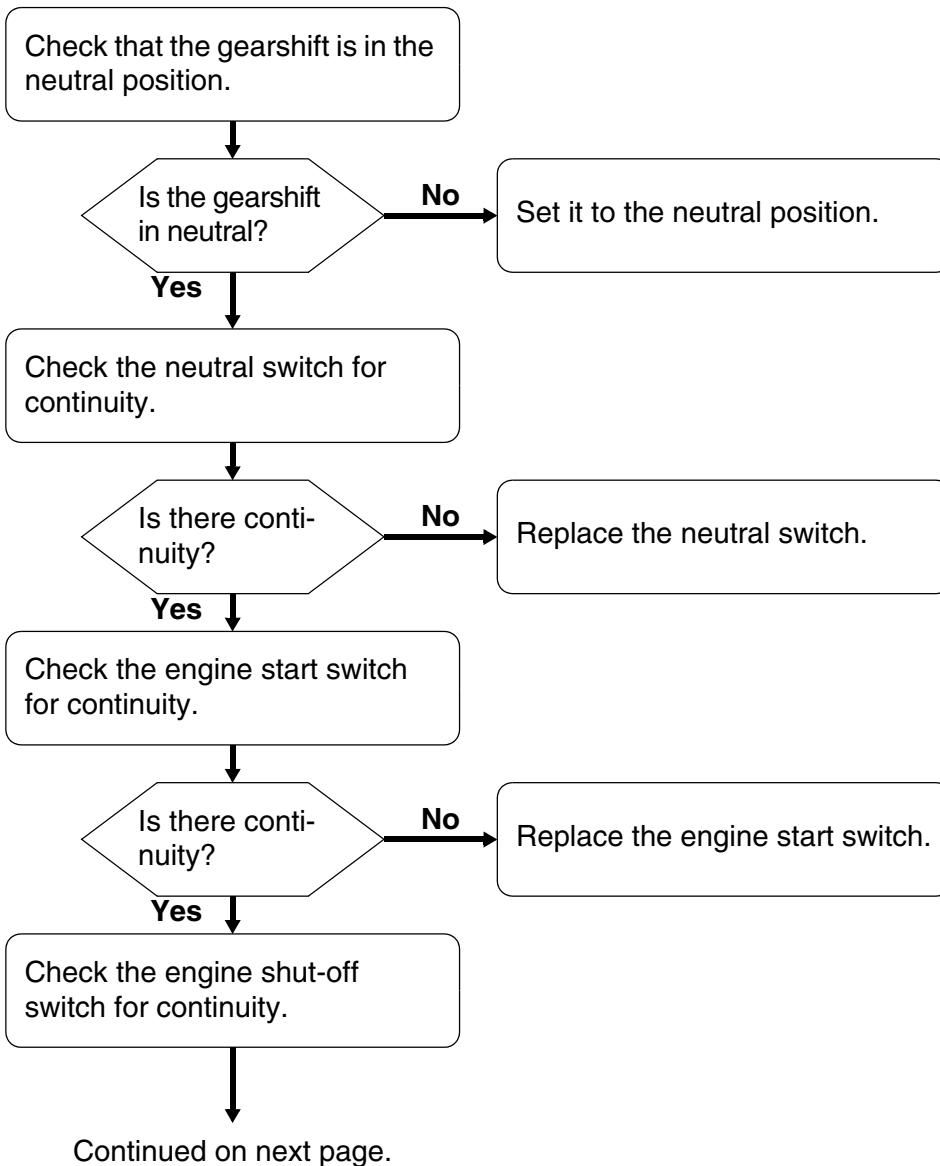 Check that the gearshift is in the
neutral position.
Is the gearshift
in neutral?
No
Set it to the neutral position.
Yes
Check the neutral switch for
continuity.
Is there conti-
nuity?
No
Replace the neutral switch.
Yes
Check the engine start switch
for continuity.
Is there conti-
nuity?
No
Replace the engine start switch.
Yes
Check the engine shut-off
switch for continuity.
Continued on next page.